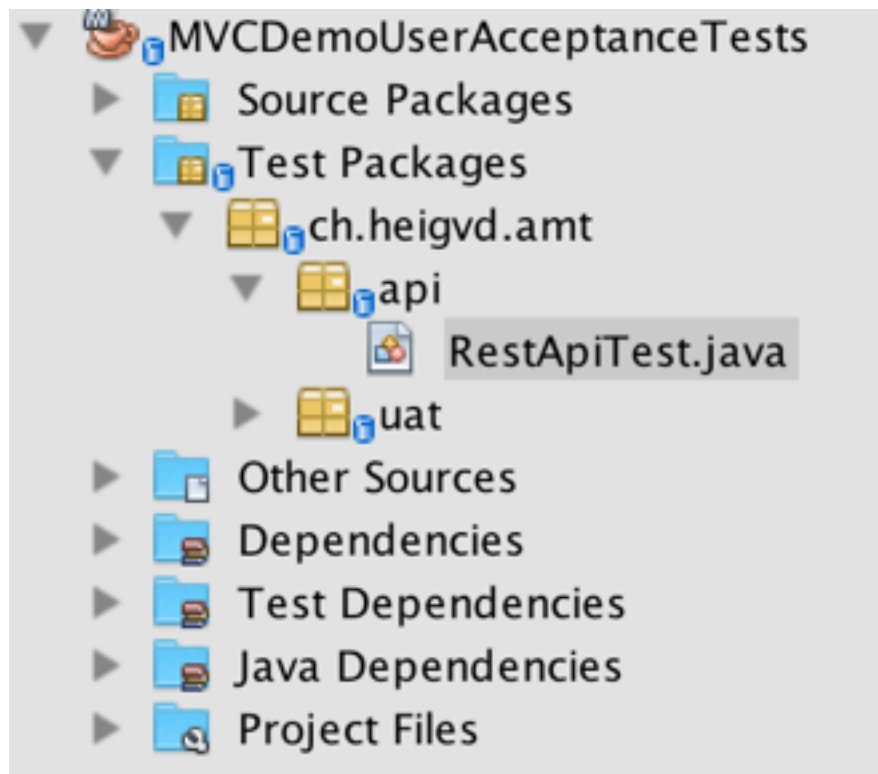 MVCDemoUserAcceptanceTests
Source Packages
Test Packages
ch.heigvd.amt
api
RestApiTest.java
uat
Other Sources
Dependencies
Test Dependencies
Java Dependencies
Project Files